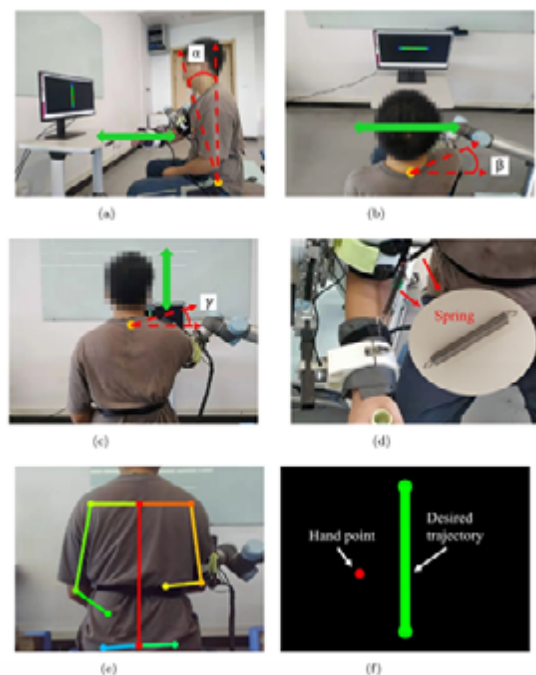 α
(a)
β
(b)
γ
(c)
Spring
(d)
(e)
Hand point
Desired
trajectory
(f)